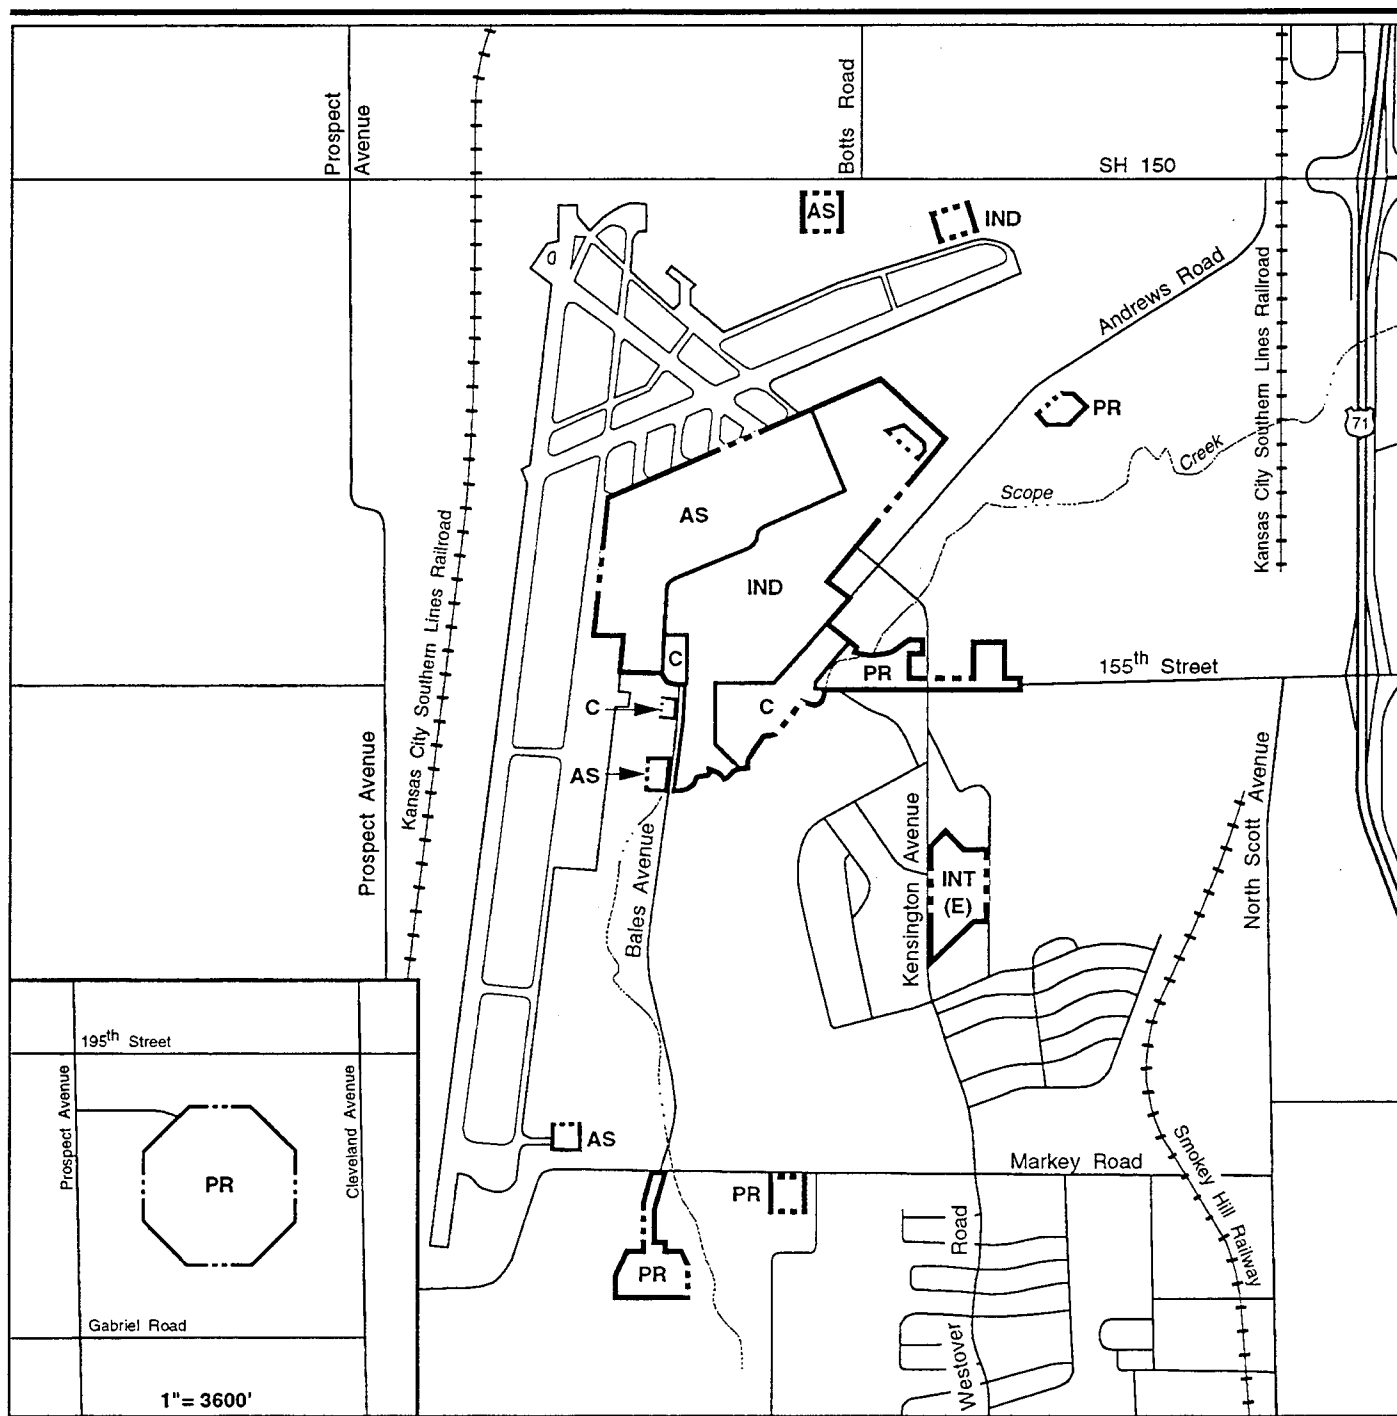 Prospect
Avenue
Botts Road
SH 150
AS
IND
Andrews Road
Kansas City Southern Lines Railroad
71
PR
Creek
Scope
AS
IND
Kansas City Southern Lines Railroad
C
PR
155th Street
C
C
AS
Prospect Avenue
Bales Avenue
Kensington Avenue
INT
(E)
North Scott Avenue
195th Street
Prospect Avenue
Cleveland Avenue
PR
Gabriel Road
1"= 3600'
AS
Markey Road
Smokey Hill Railway
PR
PR
Westover Road